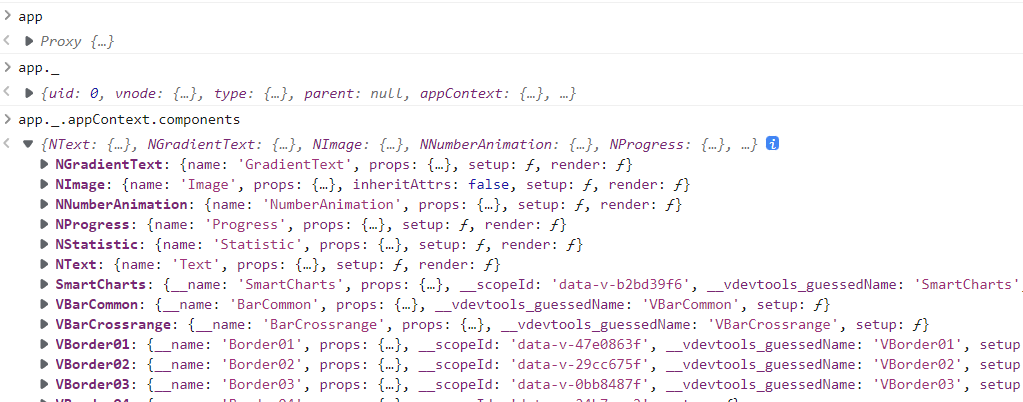 app
Proxy {…}
app._
{uid: 0, vnode: {…}, type: {…}, parent: null, appContext: {…}, …}
app._.appContext.components
{NText: {…}, NGradientText: {…}, NImage: {…}, NNumberAnimation: {…}, NProgress: {…}, …}
NGradientText: {name: 'GradientText', props: {…}, setup: ƒ, render: ƒ}
NImage: {name: 'Image', props: {…}, inheritAttrs: false, setup: ƒ, render: ƒ}
NNumberAnimation: {name: 'NumberAnimation', props: {…}, setup: ƒ, render: ƒ}
NProgress: {name: 'Progress', props: {…}, setup: ƒ, render: ƒ}
NStatistic: {name: 'Statistic', props: {…}, setup: ƒ, render: ƒ}
NText: {name: 'Text', props: {…}, setup: ƒ, render: ƒ}
SmartCharts: {__name: 'SmartCharts', props: {…}, __scopeId: 'data-v-b2bd39f6', __vdevtools_guessedName: 'SmartCharts',
VBarCommon: {__name: 'BarCommon', props: {…}, __vdevtools_guessedName: 'VBarCommon', setup: ƒ}
VBarCrossrange: {__name: 'BarCrossrange', props: {…}, __vdevtools_guessedName: 'VBarCrossrange', setup: ƒ}
VBorder01: {__name: 'Border01', props: {…}, __scopeId: 'data-v-47e0863f', __vdevtools_guessedName: 'VBorder01', setup
VBorder02: {__name: 'Border02', props: {…}, __scopeId: 'data-v-29cc675f', __vdevtools_guessedName: 'VBorder02', setup
VBorder03: {__name: 'Border03', props: {…}, __scopeId: 'data-v-0bb8487f', __vdevtools_guessedName: 'VBorder03', setup